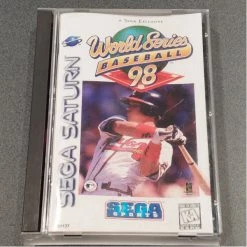 A SEGA EXCLUSIVE
World Series
BASEBALL
98
SEGA SATURN
SEGA
SPORTS